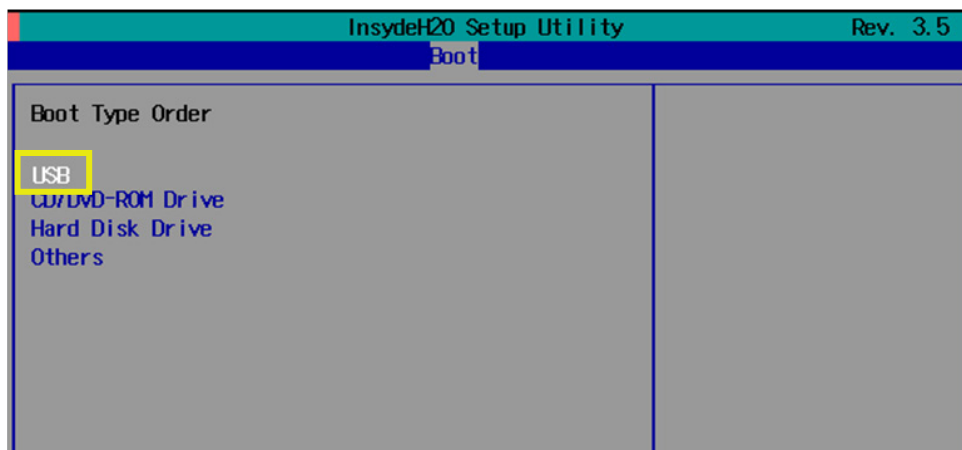 InsydeH2O Setup Utility Rev. 3.5
Boot
Boot Type Order
USB
CD/DVD-ROM Drive
Hard Disk Drive
Others